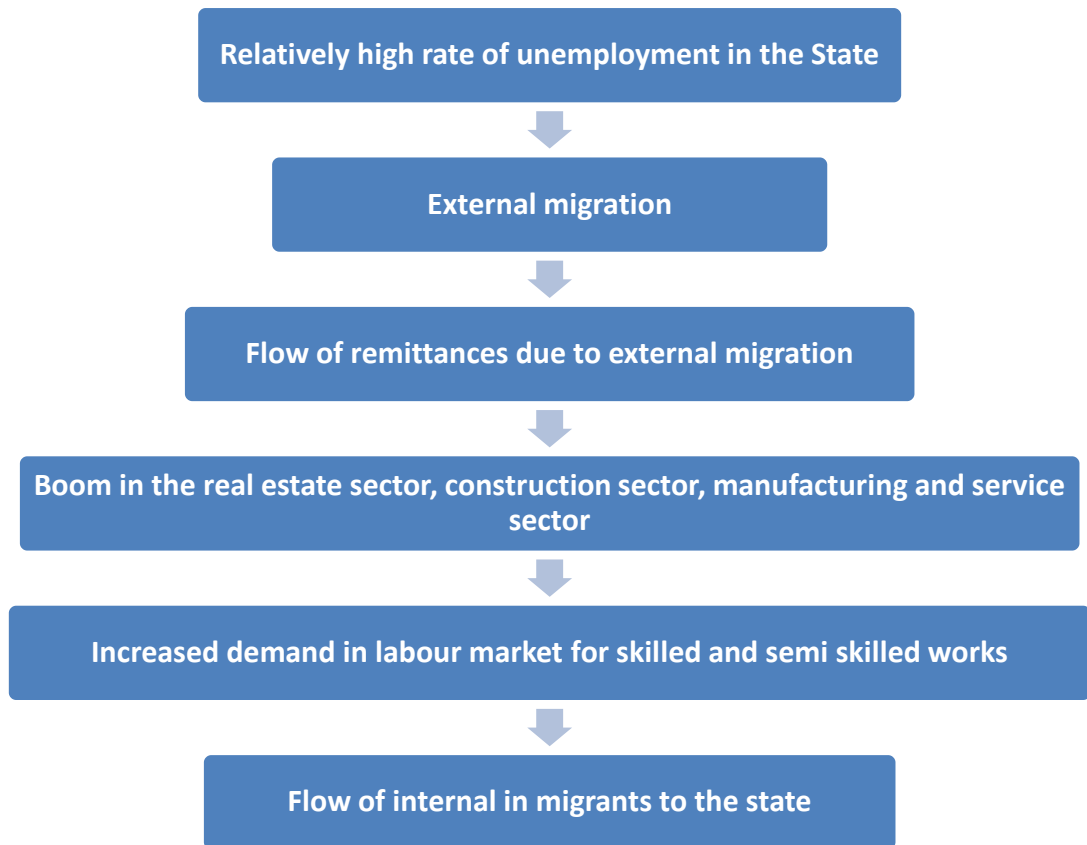 Relatively high rate of unemployment in the State
External migration
Flow of remittances due to external migration
Boom in the real estate sector, construction sector, manufacturing and service
sector
Increased demand in labour market for skilled and semi skilled works
Flow of internal in migrants to the state